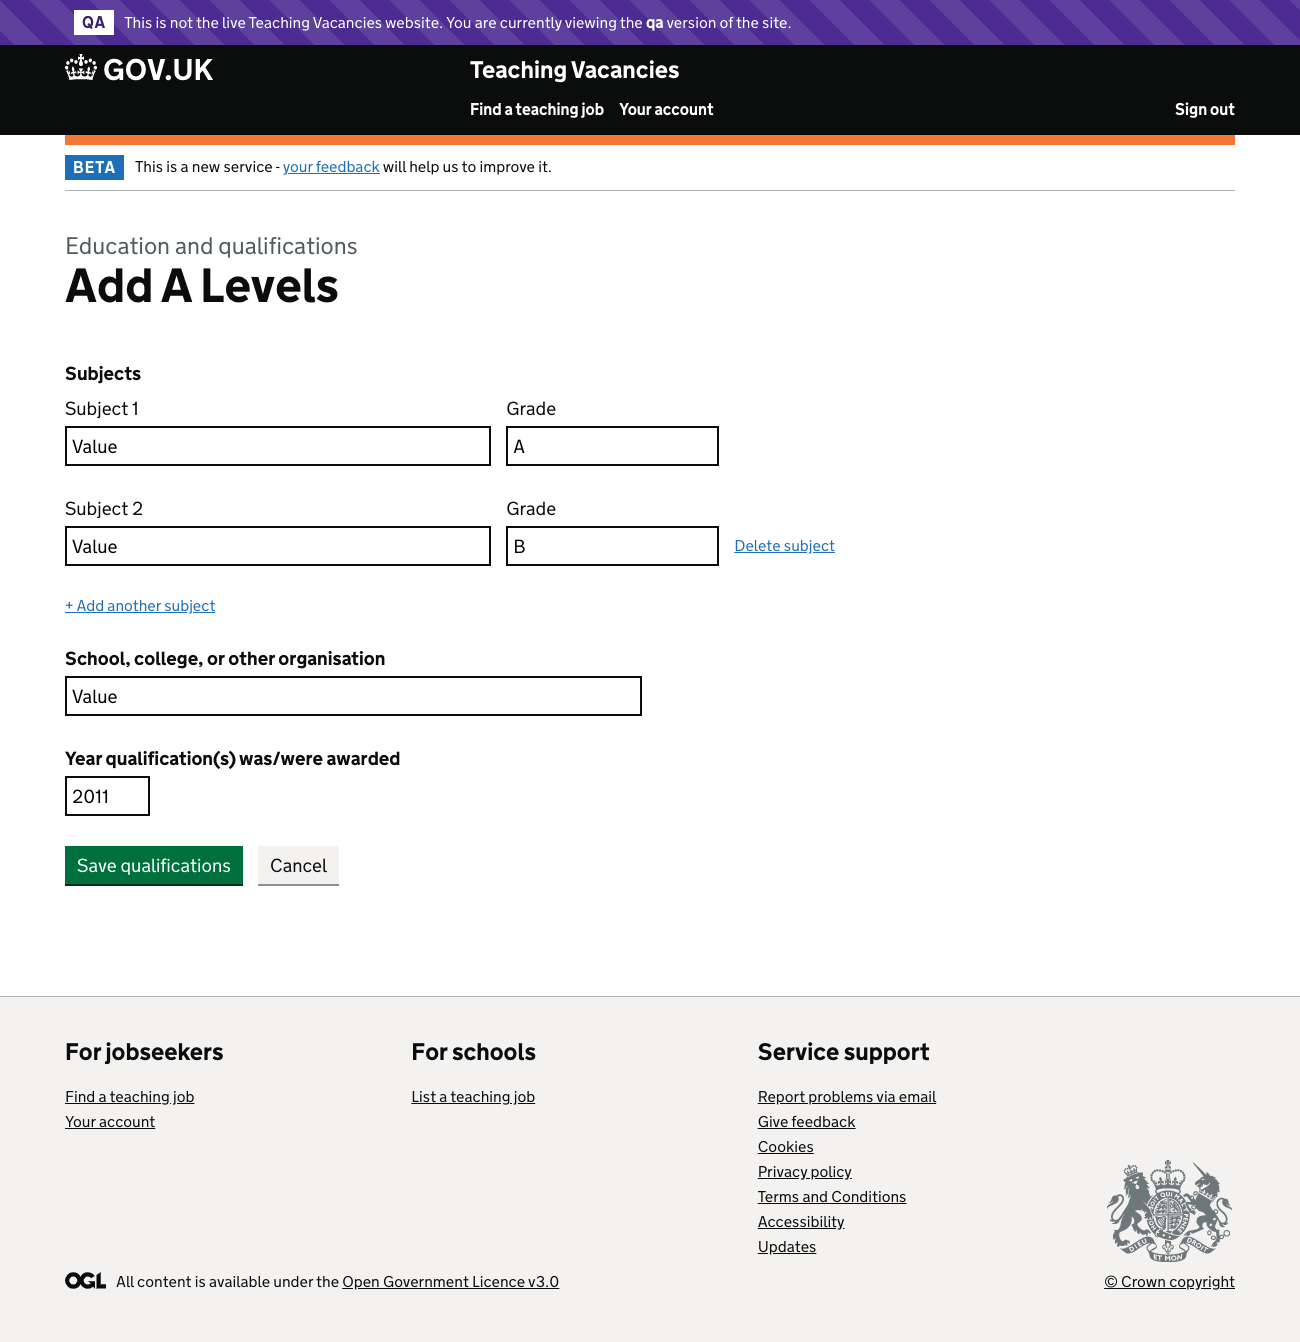 QA This is not the live Teaching Vacancies website. You are currently viewing the qa version of the site.
GOV.UK
Teaching Vacancies
Find a teaching job Your account Sign out
BETA This is a new service - your feedback will help us to improve it.
Education and qualifications
Add A Levels
Subjects
Subject 1 Grade
Value A
Subject 2 Grade
Value B Delete subject
+ Add another subject
School, college, or other organisation
Value
Year qualification(s) was/were awarded
2011
Save qualifications Cancel
For jobseekers
Find a teaching job
Your account
For schools
List a teaching job
Service support
Report problems via email
Give feedback
Cookies
Privacy policy
Terms and Conditions
Accessibility
Updates
DIEU ET MON DROIT
OGL All content is available under the Open Government Licence v3.0
© Crown copyright